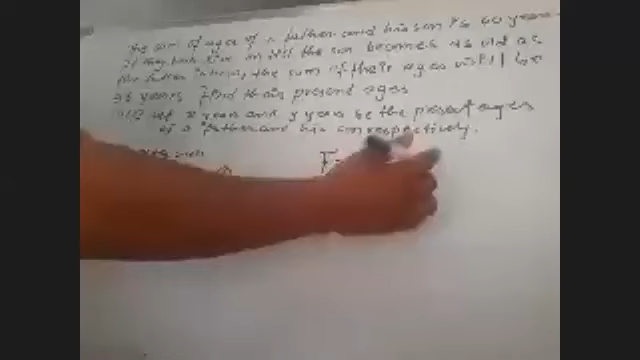 The sum of ages of a father and his son is 60 years.
If they both live on till the son becomes as old as
the father is now, the sum of their ages will be
96 years find their present ages
Let x years and y years be the present ages
of a father and his son respectively.
F